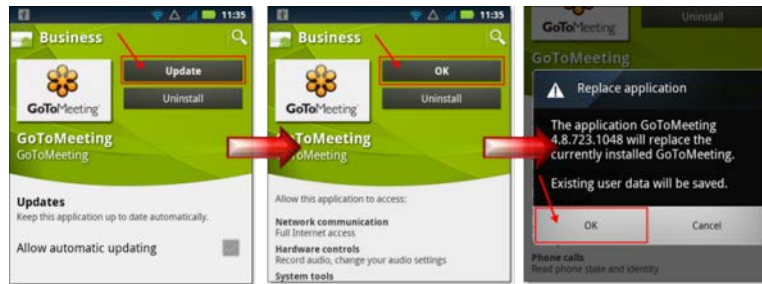 11:35
Business
Update
Uninstall
GoToMeeting
GoToMeeting
GoToMeeting
Updates
Keep this application up to date automatically.
Allow automatic updating
11:35
Business
OK
Uninstall
GoToMeeting
ToMeeting
oMeeting
Allow this application to access:
Network communication
Full Internet access
Hardware controls
Record audio, change your audio settings
System tools
Uninstall
GoToMeeting
GoToMeeting
Replace application
The application GoToMeeting
4.8.723.1048 will replace the
currently installed GoToMeeting.
Existing user data will be saved.
OK
Cancel
Phone calls
Read phone state and identity